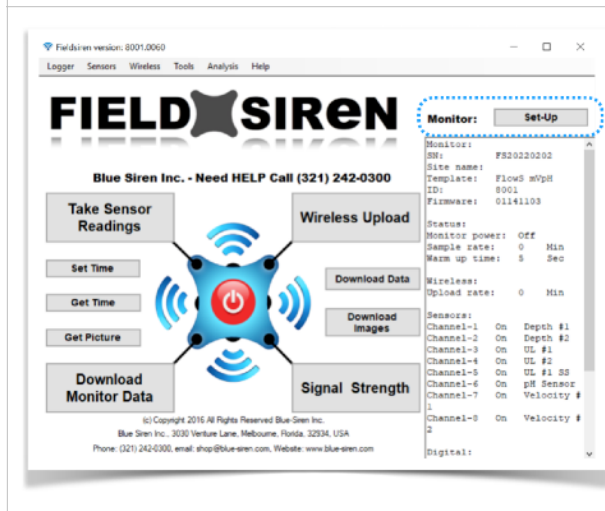 Fieldsiren version: 8001.0060
Logger Sensors Wireless Tools Analysis Help
FIELD SIReN
Monitor: Set-Up
Blue Siren Inc. - Need HELP Call (321) 242-0300
Take Sensor
Readings
Wireless Upload
Set Time
Get Time
Get Picture
Download Data
Download
Images
Download
Monitor Data
Signal Strength
(c) Copyright 2016 All Rights Reserved Blue-Siren Inc.
Blue Siren Inc., 3030 Venture Lane, Melbourne, Florida, 32934, USA
Phone: (321) 242-0300, email: shop@blue-siren.com, Website: www.blue-siren.com
Monitor:
SN: FS20220202
Site name:
Template: FlowS mVpH
ID: 8001
Firmware: 01141103
Status:
Monitor power: Off
Sample rate: 0 Min
Warm up time: 5 Sec
Wireless:
Upload rate: 0 Min
Sensors:
Channel-1 On Depth #1
Channel-2 On Depth #2
Channel-3 On UL #1
Channel-4 On UL #2
Channel-5 On UL #1 SS
Channel-6 On pH Sensor
Channel-7 On Velocity #
1
Channel-8 On Velocity #
2
Digital: